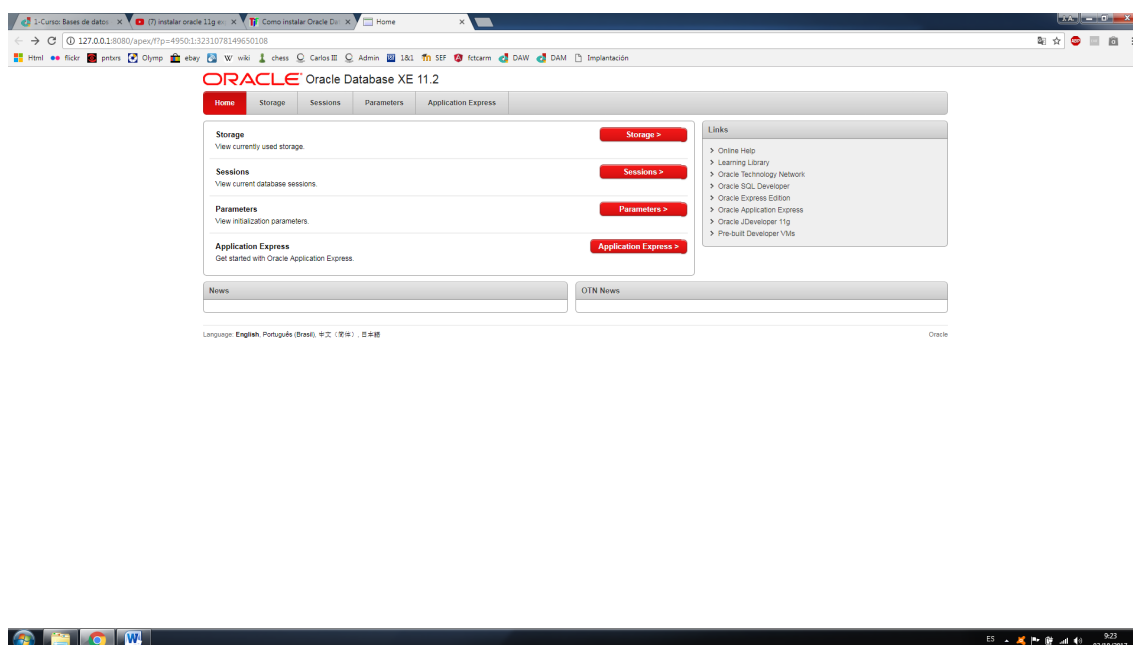 1-Curso: Bases de datos
(7) instalar oracle 11g ex
Como instalar Oracle Da
Home
127.0.0.1:8080/apex/f?p=4950:1:3231078149650108
Html flickr pntxrs Olymp ebay W wiki chess Carlos III Admin 1&1 SEF fctcarm DAW DAM Implantación
ORACLE Oracle Database XE 11.2
Home Storage Sessions Parameters Application Express
Storage
View currently used storage.
Storage >
Sessions
View current database sessions.
Sessions >
Parameters
View initialization parameters.
Parameters >
Application Express
Get started with Oracle Application Express.
Application Express >
Links
Online Help
Learning Library
Oracle Technology Network
Oracle SQL Developer
Oracle Express Edition
Oracle Application Express
Oracle JDeveloper 11g
Pre-built Developer VMs
News
OTN News
Language: English, Português (Brasil), 中文（简体）, 日本語
Oracle
ES
9:23